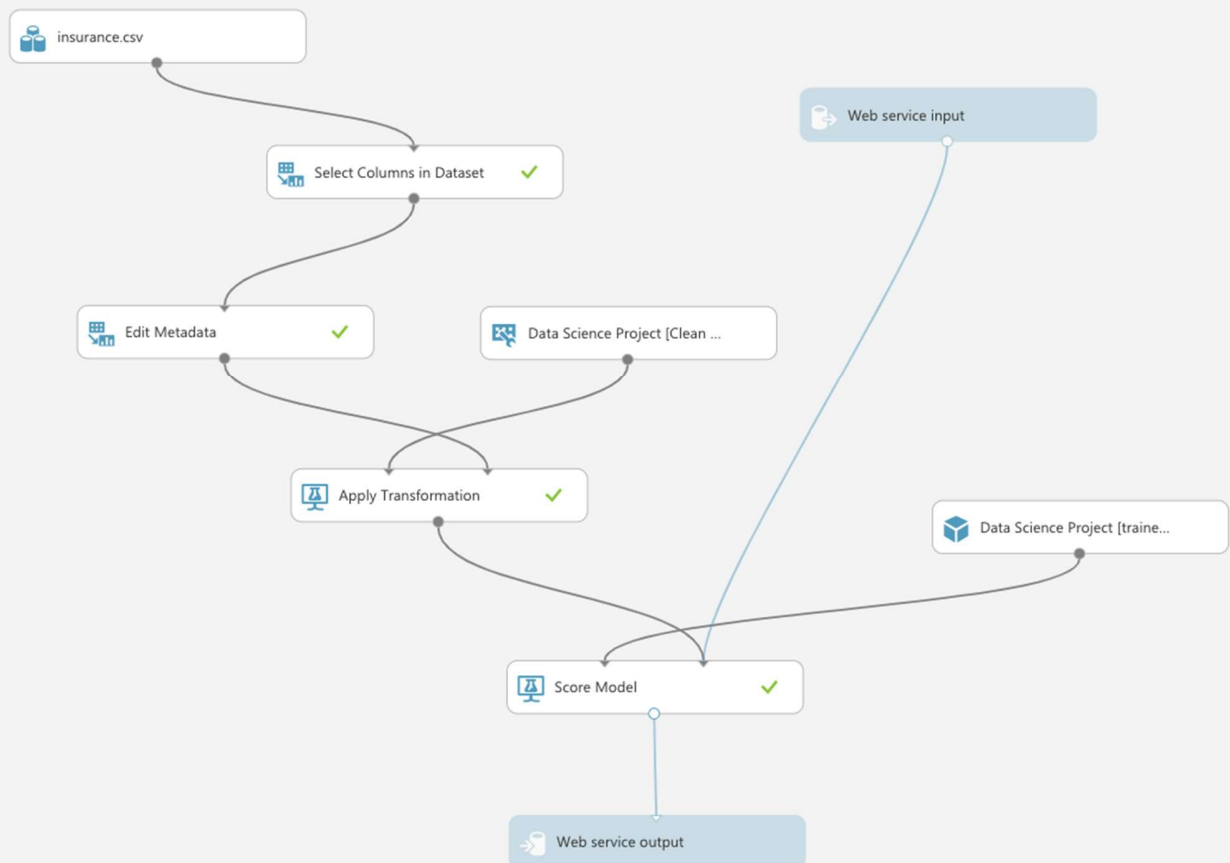 insurance.csv
Web service input
Select Columns in Dataset
Edit Metadata
Data Science Project [Clean ...
Apply Transformation
Data Science Project [traine...
Score Model
Web service output